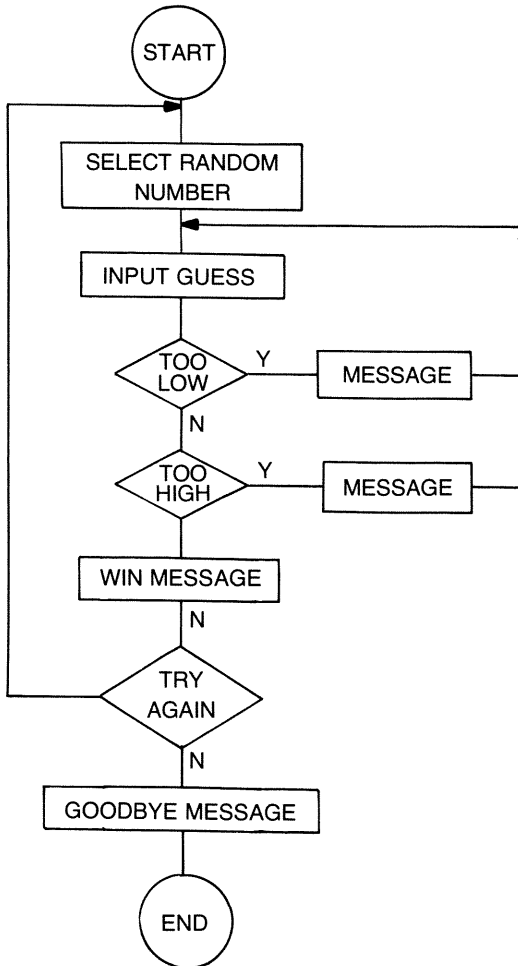 START
SELECT RANDOM
NUMBER
INPUT GUESS
TOO
LOW
Y
MESSAGE
N
TOO
HIGH
Y
MESSAGE
WIN MESSAGE
N
TRY
AGAIN
N
GOODBYE MESSAGE
END